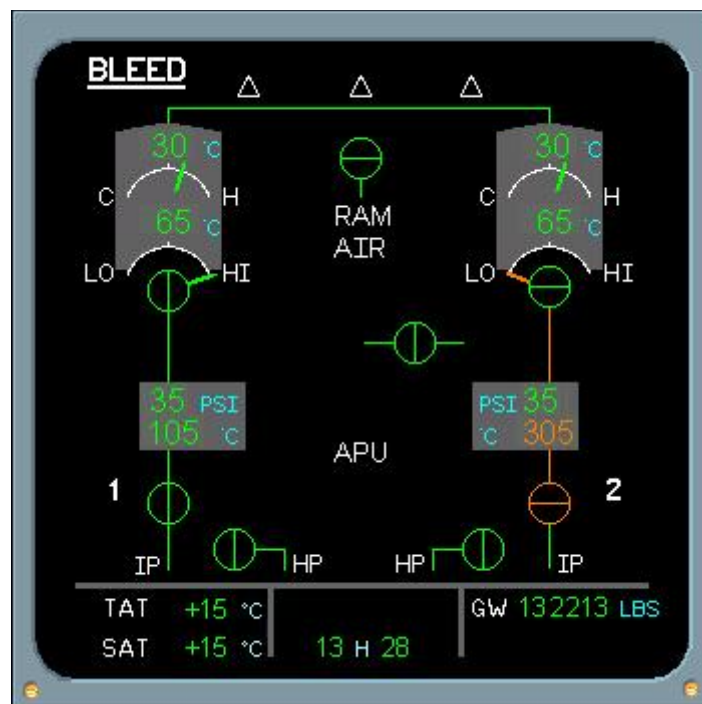 BLEED
30 °C 30 °C
C H C H
65 °C 65 °C
RAM
AIR
LO HI LO HI
35 PSI PSI 35
105 °C °C 305
APU
1 2
IP HP HP IP
TAT +15 °C GW 132213 LBS
SAT +15 °C 13 H 28